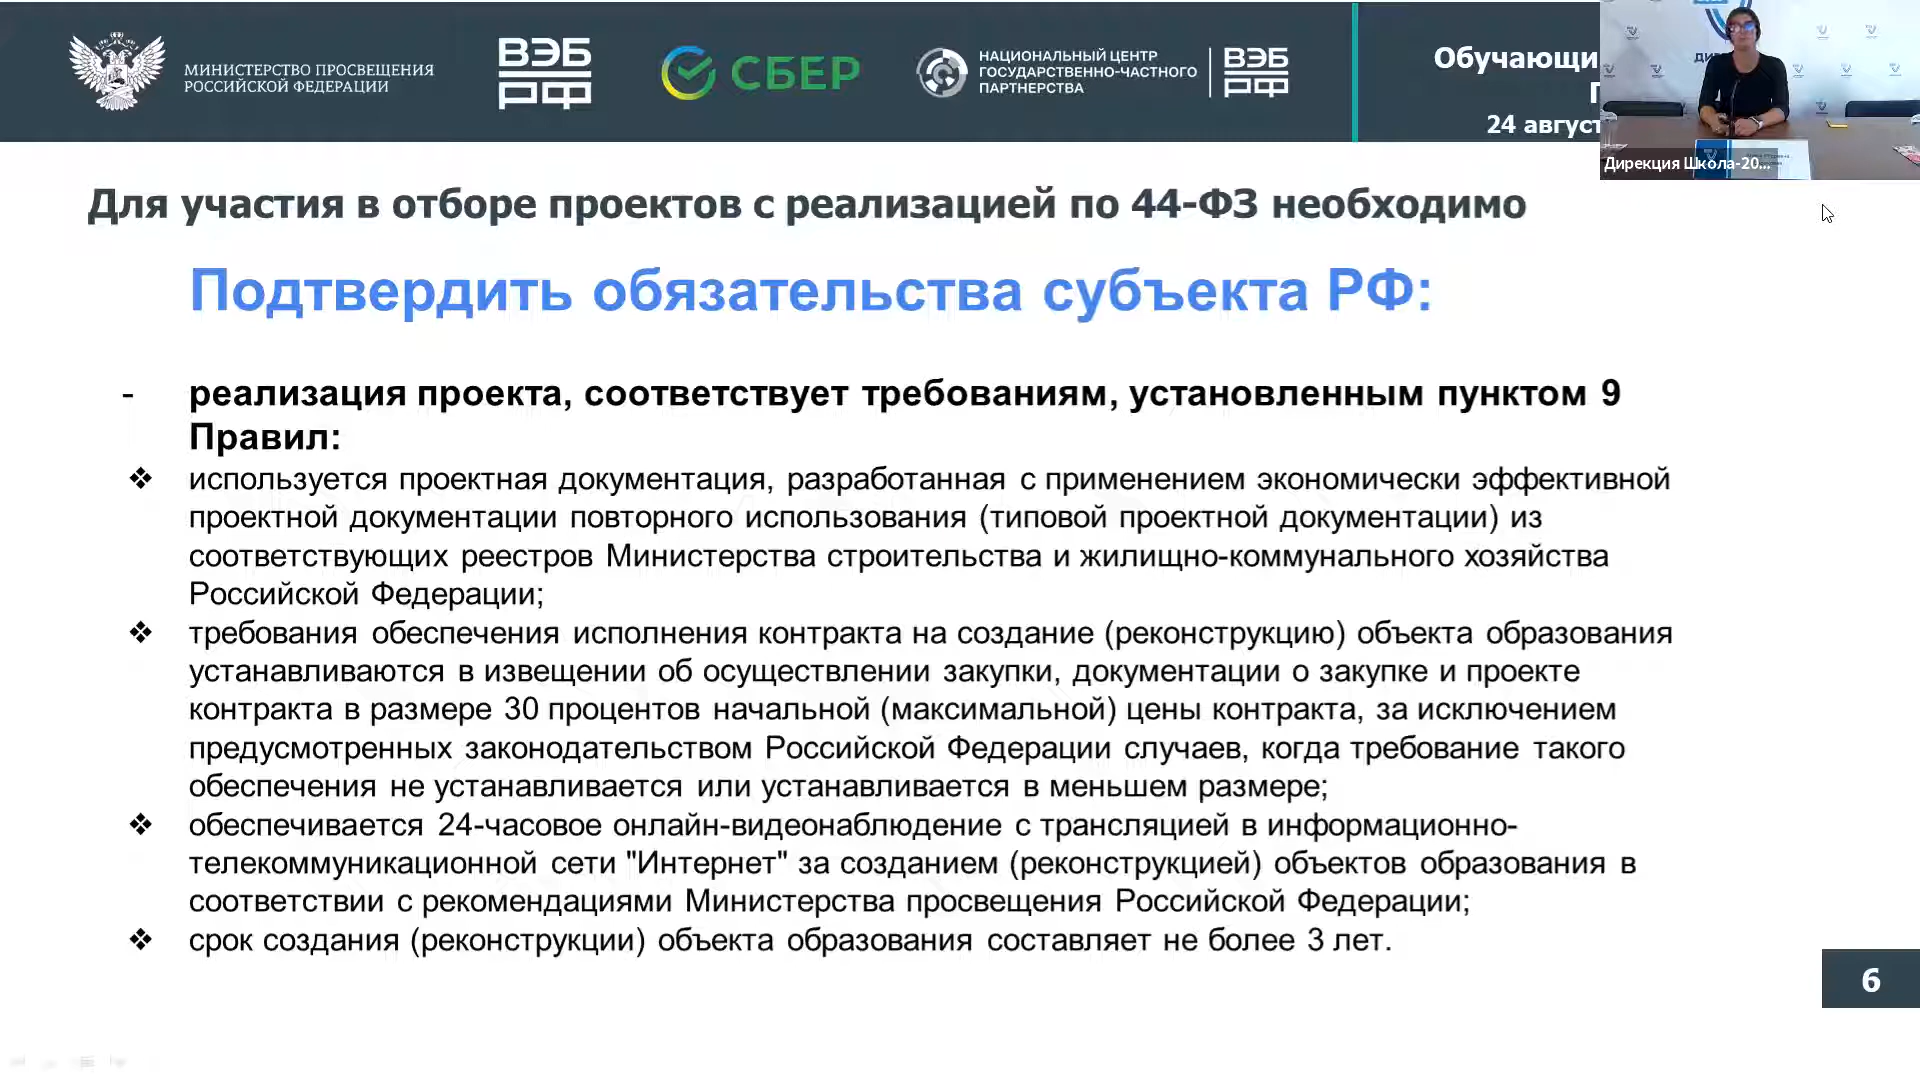 МИНИСТЕРСТВО ПРОСВЕЩЕНИЯ
РОССИЙСКОЙ ФЕДЕРАЦИИ
ВЭБ
РФ
СБЕР
НАЦИОНАЛЬНЫЙ ЦЕНТР
ГОСУДАРСТВЕННО-ЧАСТНОГО
ПАРТНЕРСТВА
ВЭБ
РФ
Обучающи
24 август
Дирекция Школа-20...
Для участия в отборе проектов с реализацией по 44-ФЗ необходимо
Подтвердить обязательства субъекта РФ:
- реализация проекта, соответствует требованиям, установленным пунктом 9
Правил:
❖ используется проектная документация, разработанная с применением экономически эффективной
проектной документации повторного использования (типовой проектной документации) из
соответствующих реестров Министерства строительства и жилищно-коммунального хозяйства
Российской Федерации;
❖ требования обеспечения исполнения контракта на создание (реконструкцию) объекта образования
устанавливаются в извещении об осуществлении закупки, документации о закупке и проекте
контракта в размере 30 процентов начальной (максимальной) цены контракта, за исключением
предусмотренных законодательством Российской Федерации случаев, когда требование такого
обеспечения не устанавливается или устанавливается в меньшем размере;
❖ обеспечивается 24-часовое онлайн-видеонаблюдение с трансляцией в информационно-
телекоммуникационной сети "Интернет" за созданием (реконструкцией) объектов образования в
соответствии с рекомендациями Министерства просвещения Российской Федерации;
❖ срок создания (реконструкции) объекта образования составляет не более 3 лет.
6